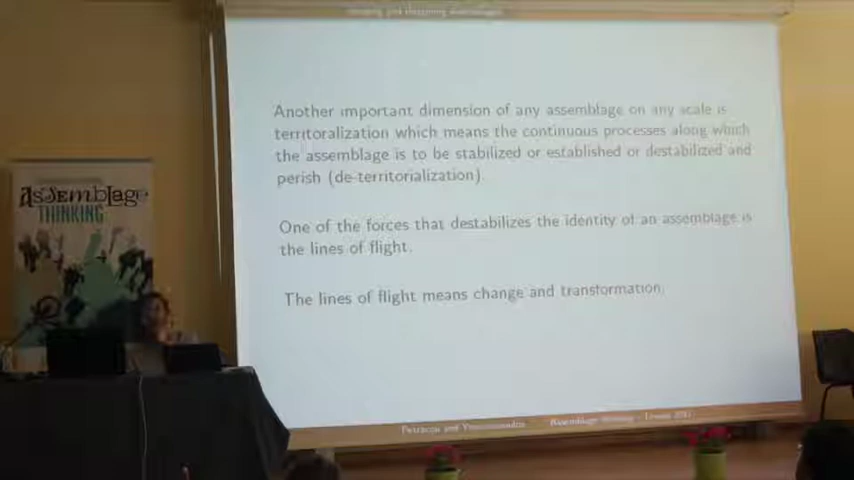 Another important dimension of any assemblage on any scale is
territoralization which means the continuous processes along which
the assemblage is to be stabilized or established or destabilized and
perish (de-territorialization).
One of the forces that destabilizes the identity of an assemblage is
the lines of flight.
The lines of flight means change and transformation.
Assemblage
THINKING